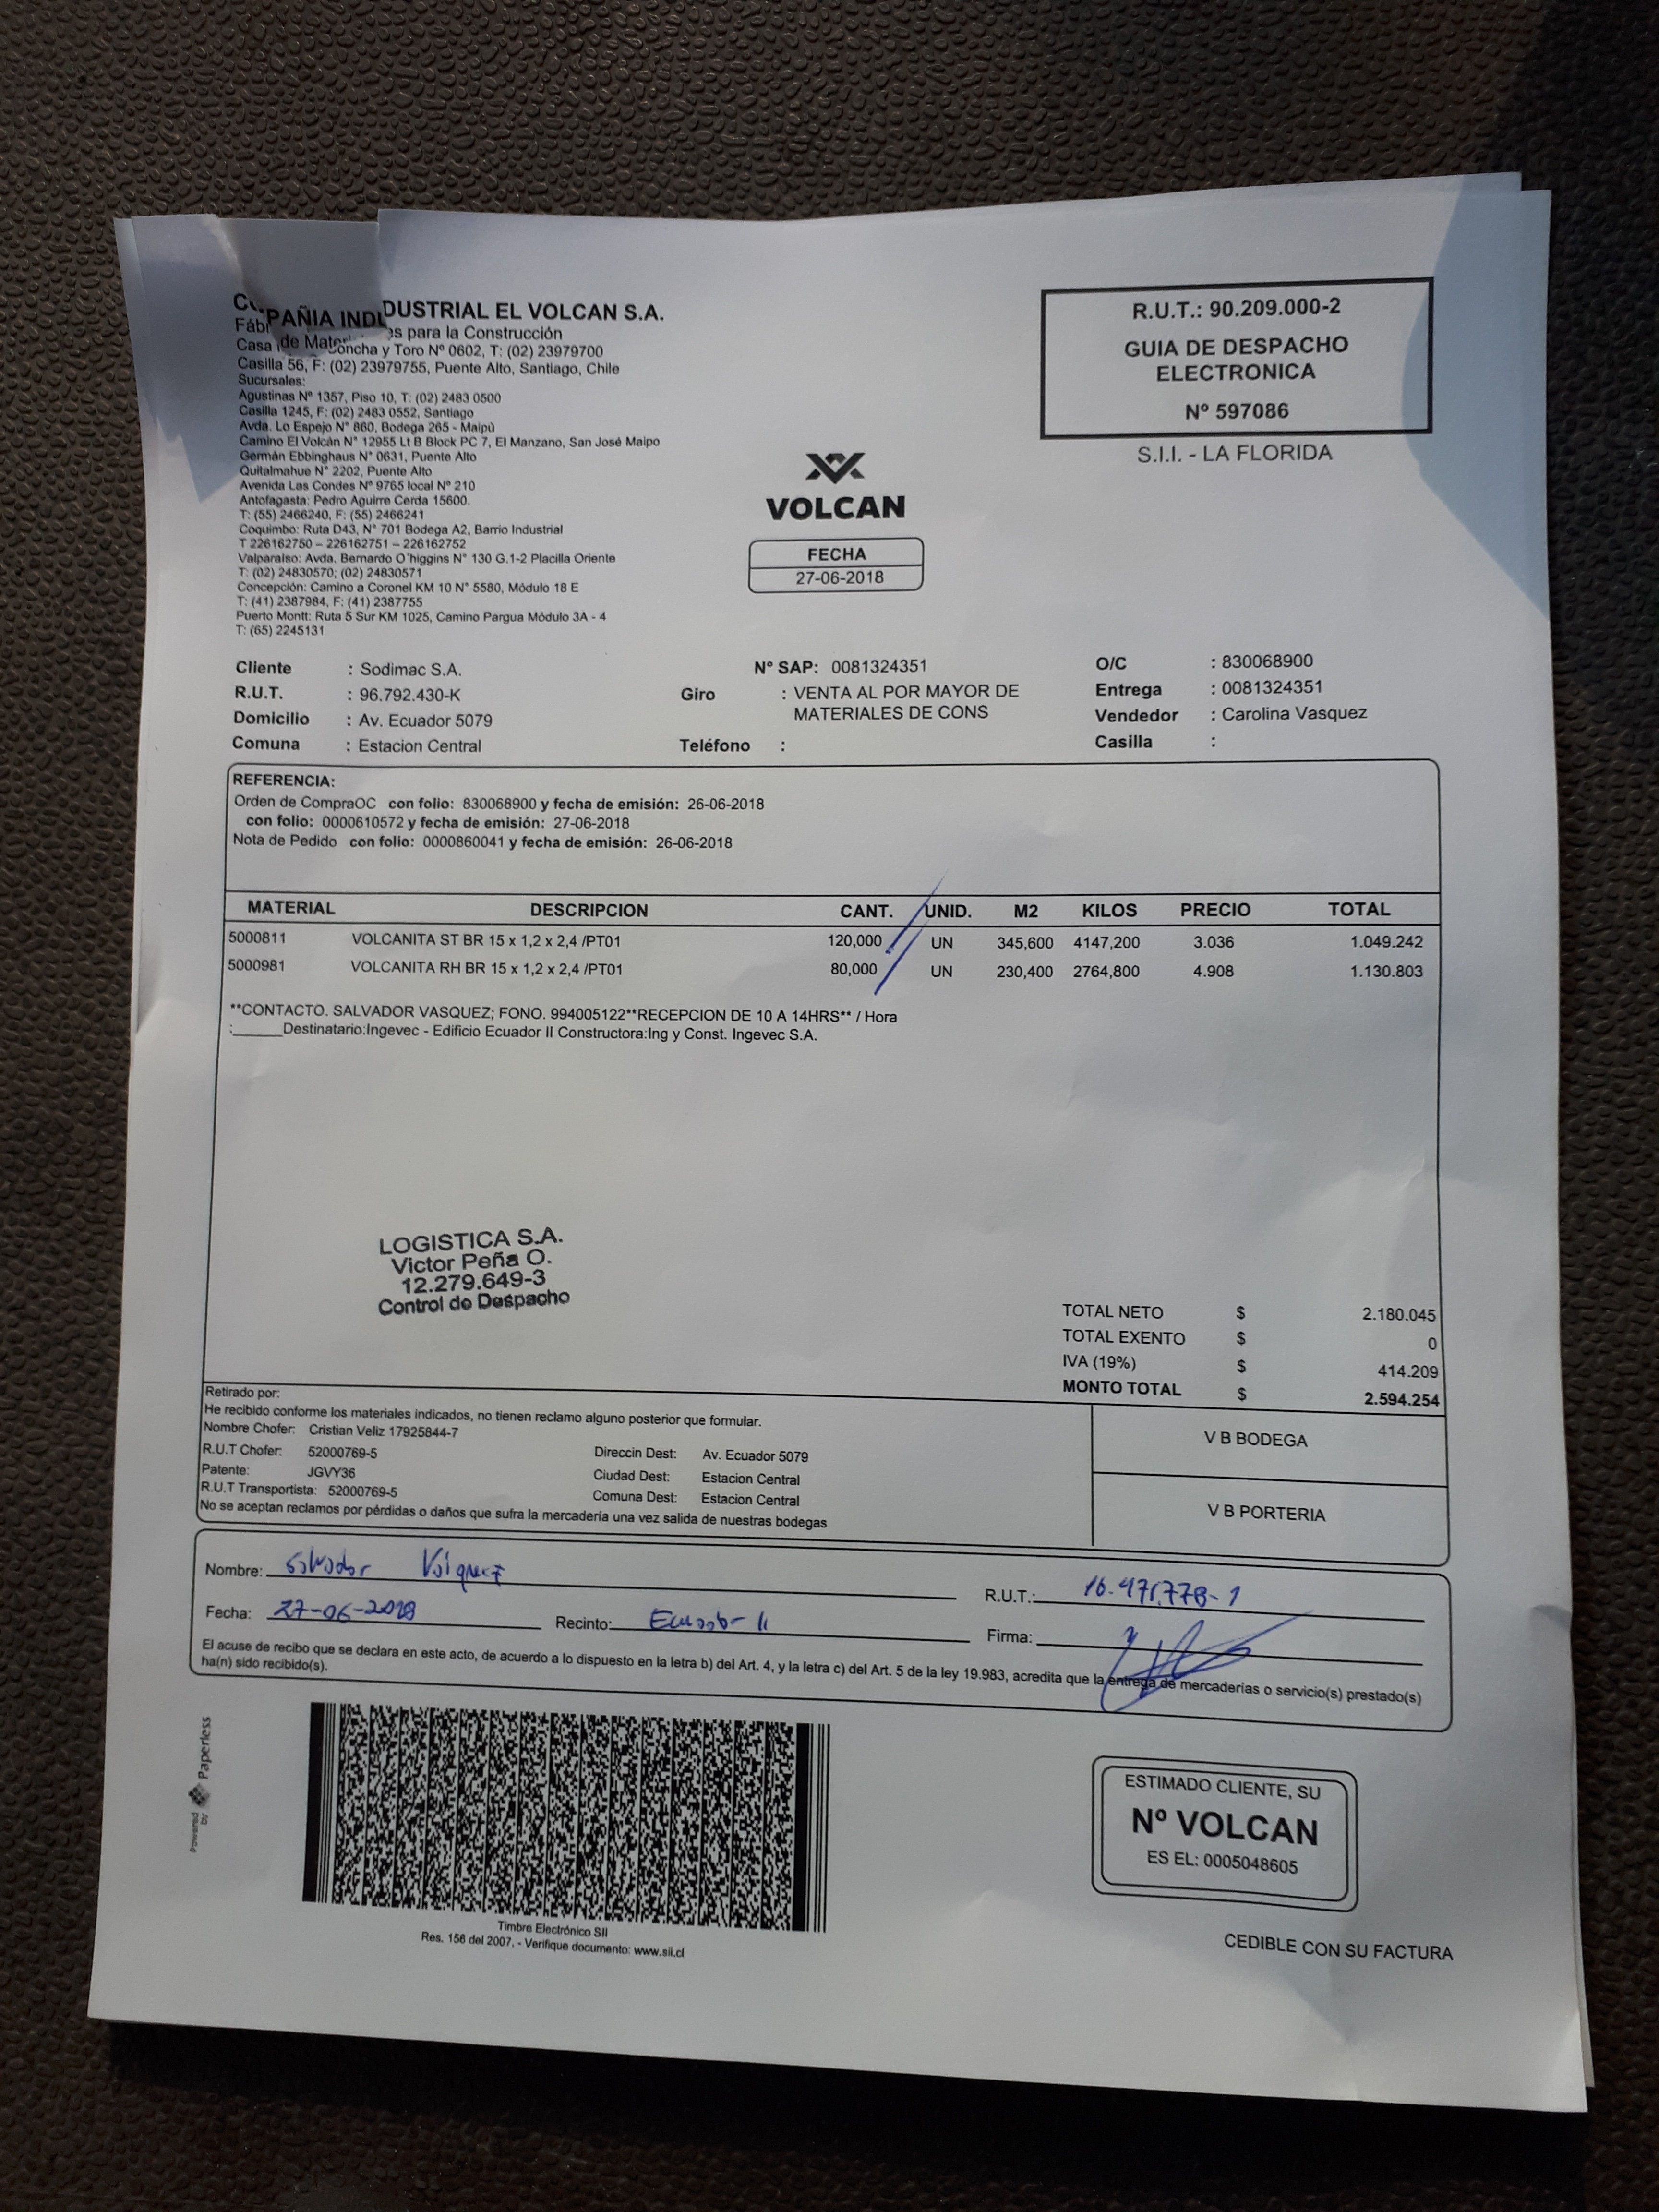 COMPAÑIA INDUSTRIAL EL VOLCAN S.A.
Fábr de Mater es para la Construcción
Casa Concha y Toro Nº 0602, T: (02) 23979700
Casilla 56, F: (02) 23979755, Puente Alto, Santiago, Chile
Sucursales:
Agustinas Nº 1357, Piso 10, T: (02) 2483 0500
Casilla 1245, F: (02) 2483 0552, Santiago
Avda. Lo Espejo N° 860, Bodega 265 - Maipú
Camino El Volcán N° 12955 Lt B Block PC 7, El Manzano, San José Maipo
Germán Ebbinghaus N° 0631, Puente Alto
Quitalmahue N° 2202, Puente Alto
Avenida Las Condes Nº 9765 local Nº 210
Antofagasta: Pedro Aguirre Cerda 15600.
T: (55) 2466240, F: (55) 2466241
Coquimbo: Ruta D43, N° 701 Bodega A2, Barrio Industrial
T 226162750 – 226162751 – 226162752
Valparaíso: Avda. Bernardo O´higgins N° 130 G.1-2 Placilla Oriente
T: (02) 24830570; (02) 24830571
Concepción: Camino a Coronel KM 10 N° 5580, Módulo 18 E
T: (41) 2387984, F: (41) 2387755
Puerto Montt: Ruta 5 Sur KM 1025, Camino Pargua Módulo 3A - 4
T: (65) 2245131
VOLCAN
FECHA
27-06-2018
R.U.T.: 90.209.000-2
GUIA DE DESPACHO
ELECTRONICA
Nº 597086
S.I.I. - LA FLORIDA
Cliente : Sodimac S.A. Nº SAP: 0081324351 O/C : 830068900
R.U.T. : 96.792.430-K Giro : VENTA AL POR MAYOR DE Entrega : 0081324351
MATERIALES DE CONS
Domicilio : Av. Ecuador 5079 Vendedor : Carolina Vasquez
Comuna : Estacion Central Teléfono : Casilla :
REFERENCIA:
Orden de CompraOC con folio: 830068900 y fecha de emisión: 26-06-2018
con folio: 0000610572 y fecha de emisión: 27-06-2018
Nota de Pedido con folio: 0000860041 y fecha de emisión: 26-06-2018
MATERIAL DESCRIPCION CANT. UNID. M2 KILOS PRECIO TOTAL
5000811 VOLCANITA ST BR 15 x 1,2 x 2,4 /PT01 120,000 UN 345,600 4147,200 3.036 1.049.242
5000981 VOLCANITA RH BR 15 x 1,2 x 2,4 /PT01 80,000 UN 230,400 2764,800 4.908 1.130.803
**CONTACTO. SALVADOR VASQUEZ; FONO. 994005122**RECEPCION DE 10 A 14HRS** / Hora
:______Destinatario:Ingevec - Edificio Ecuador II Constructora:Ing y Const. Ingevec S.A.
LOGISTICA S.A.
Victor Peña O.
12.279.649-3
Control de Despacho
TOTAL NETO $ 2.180.045
TOTAL EXENTO $ 0
IVA (19%) $ 414.209
MONTO TOTAL $ 2.594.254
Retirado por:
He recibido conforme los materiales indicados, no tienen reclamo alguno posterior que formular.
Nombre Chofer: Cristian Veliz 17925844-7
R.U.T Chofer: 52000769-5 Direccin Dest: Av. Ecuador 5079
Patente: JGVY36 Ciudad Dest: Estacion Central
R.U.T Transportista: 52000769-5 Comuna Dest: Estacion Central
No se aceptan reclamos por pérdidas o daños que sufra la mercadería una vez salida de nuestras bodegas
V B BODEGA
V B PORTERIA
Nombre: Salvador Vásquez R.U.T.: 16.471.778-1
Fecha: 27-06-2018 Recinto: Ecuador II Firma:
El acuse de recibo que se declara en este acto, de acuerdo a lo dispuesto en la letra b) del Art. 4, y la letra c) del Art. 5 de la ley 19.983, acredita que la entrega de mercaderías o servicio(s) prestado(s)
ha(n) sido recibido(s).
Powered by Paperless
Timbre Electrónico SII
Res. 156 del 2007. - Verifique documento: www.sii.cl
ESTIMADO CLIENTE, SU
Nº VOLCAN
ES EL: 0005048605
CEDIBLE CON SU FACTURA